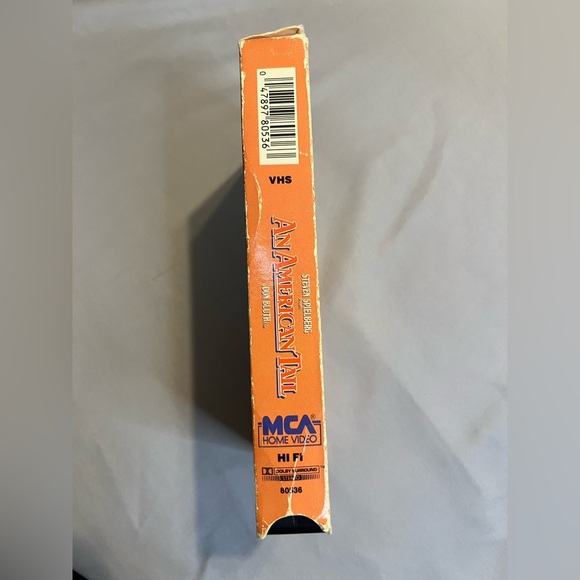 0 47897 80536
VHS
STEVEN SPIELBERG
DON BLUTH...
AN AMERICAN TAIL
MCA®
HOME VIDEO
HI FI
DOLBY SURROUND
STEREO
80536